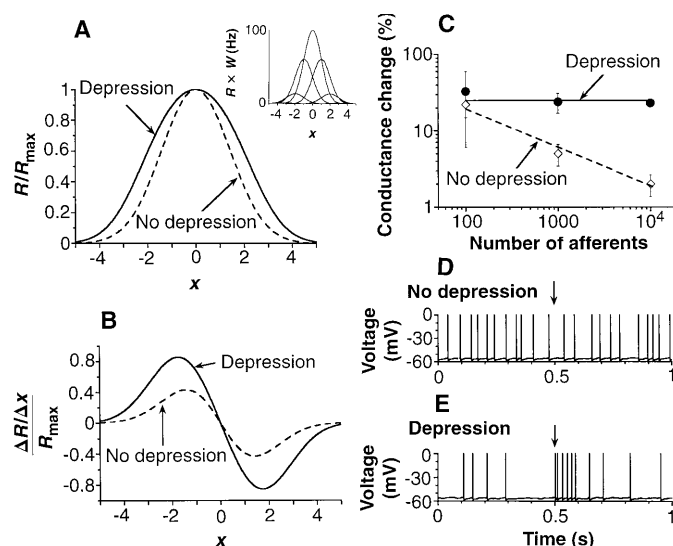 A
R/Rmax
1
0.8
0.6
0.4
0.2
0
-4 -2 0 2 4
x
Depression
No depression
R × W (Hz)
100
50
0
-4 -2 0 2 4
x
B
ΔR/Δx
Rmax
0.8
0.4
0
-0.4
-0.8
-4 -2 0 2 4
x
Depression
No depression
C
Conductance change (%)
100
10
1
100 1000 10⁴
Number of afferents
Depression
No depression
D
No depression
Voltage
(mV)
0
-30
-60
0 0.5 1
E
Depression
Voltage
(mV)
0
-30
-60
0 0.5 1
Time (s)